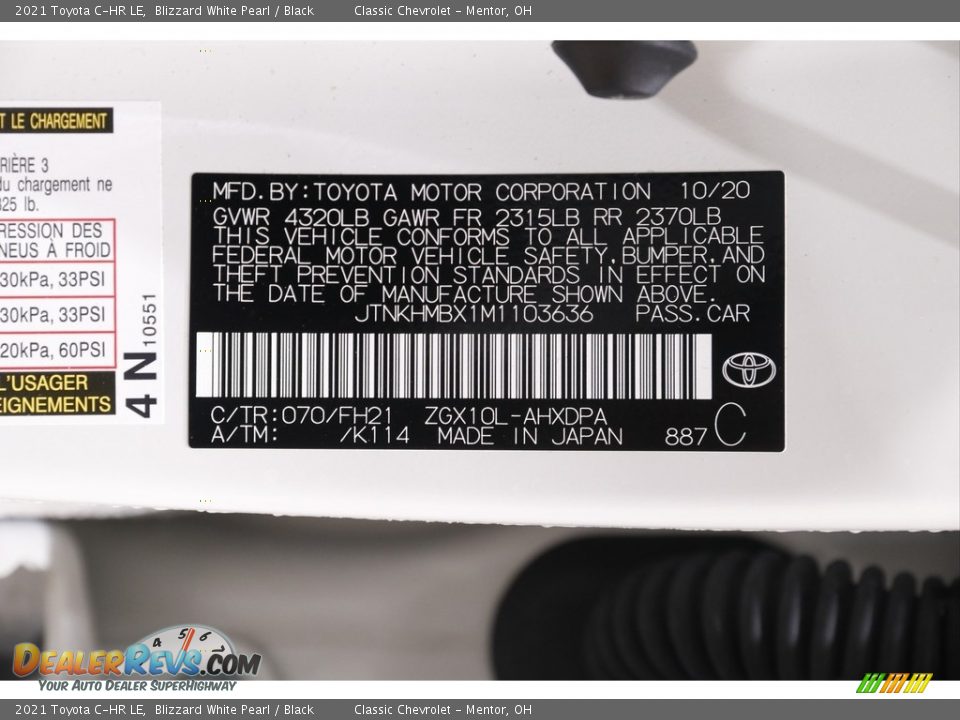 2021 Toyota C-HR LE, Blizzard White Pearl / Black Classic Chevrolet - Mentor, OH
T LE CHARGEMENT
RIÈRE 3
du chargement ne
825 lb.
RESSION DES
NEUS À FROID
30kPa, 33PSI
30kPa, 33PSI
20kPa, 60PSI
L'USAGER
EIGNEMENTS
4N 10551
MFD.BY:TOYOTA MOTOR CORPORATION 10/20
GVWR 4320LB GAWR FR 2315LB RR 2370LB
THIS VEHICLE CONFORMS TO ALL APPLICABLE
FEDERAL MOTOR VEHICLE SAFETY,BUMPER,AND
THEFT PREVENTION STANDARDS IN EFFECT ON
THE DATE OF MANUFACTURE SHOWN ABOVE.
JTNKHMBX1M1103636 PASS.CAR
C/TR:070/FH21 ZGX10L-AHXDPA
A/TM: /K114 MADE IN JAPAN 887 C
4 5 6 7
DEALERREVS.COM
YOUR AUTO DEALER SUPERHIGHWAY
2021 Toyota C-HR LE, Blizzard White Pearl / Black Classic Chevrolet - Mentor, OH